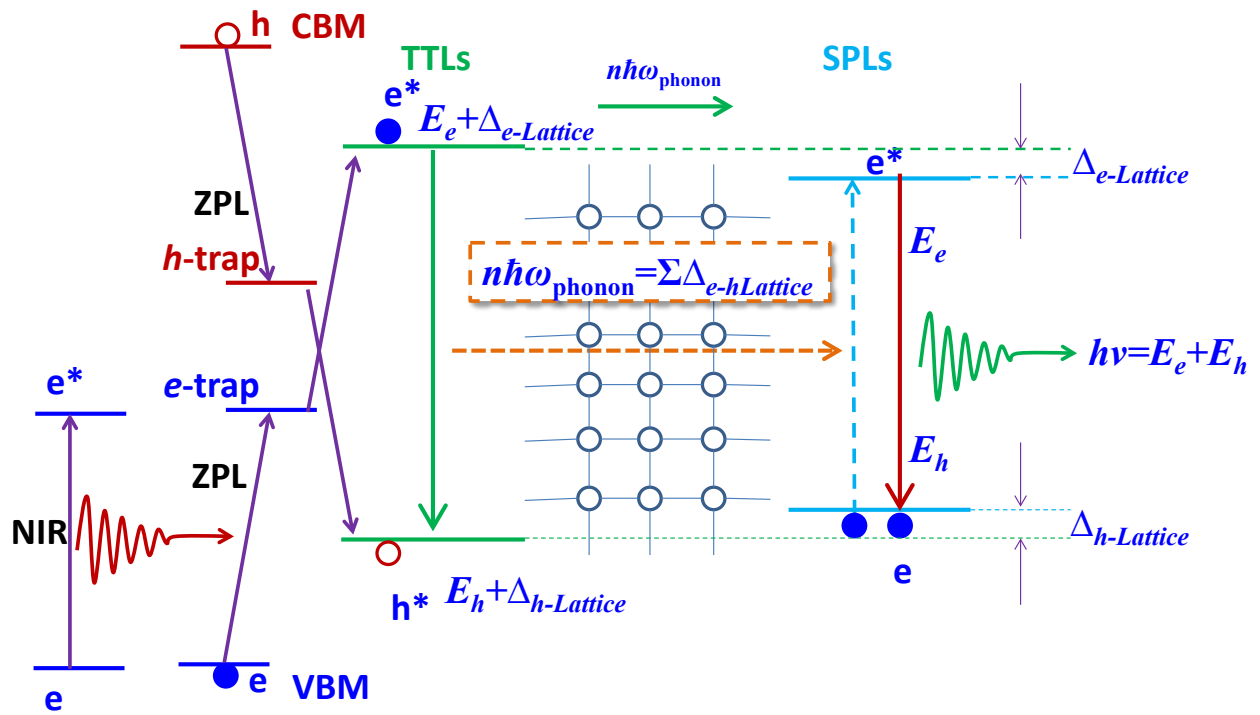 h CBM
TTLs
nℏω_phonon
SPLs
e*
E_e+Δ_e-Lattice
e*
Δ_e-Lattice
ZPL
h-trap
nℏω_phonon=ΣΔ_e-hLattice
E_e
e*
e-trap
hν=E_e+E_h
ZPL
E_h
NIR
Δ_h-Lattice
e
h*
E_h+Δ_h-Lattice
e
e
VBM